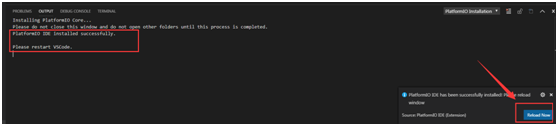 PROBLEMS OUTPUT DEBUG CONSOLE TERMINAL PlatformIO Installation
Installing PlatformIO Core...
Please do not close this window and do not open other folders until this process is completed.
PlatformIO IDE installed successfully.
Please restart VSCode.
PlatformIO IDE has been successfully installed! Please reload
window
Source: PlatformIO IDE (Extension)
Reload Now